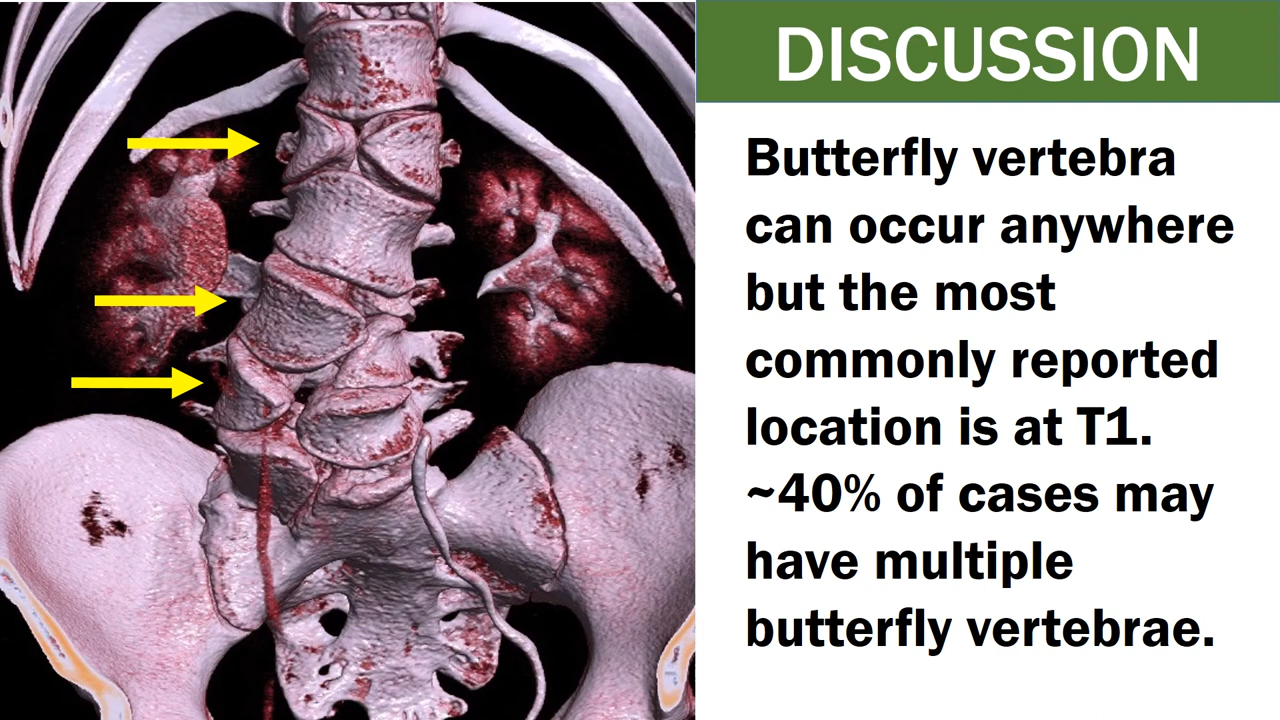 DISCUSSION
Butterfly vertebra
can occur anywhere
but the most
commonly reported
location is at T1.
~40% of cases may
have multiple
butterfly vertebrae.